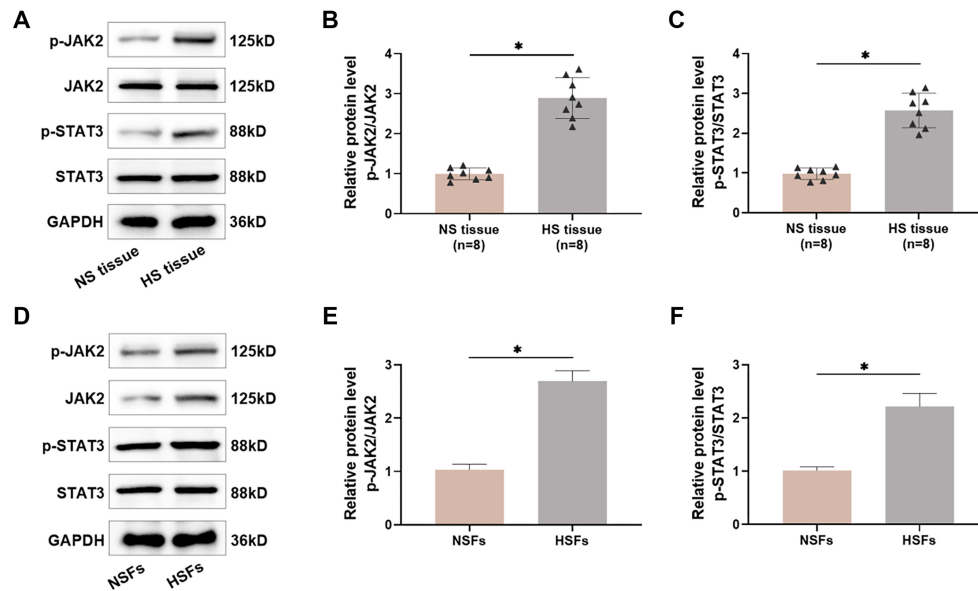 A
p-JAK2 125kD
JAK2 125kD
p-STAT3 88kD
STAT3 88kD
GAPDH 36kD
NS tissue HS tissue
B
Relative protein level
p-JAK2/JAK2
4
3
2
1
0
*
NS tissue HS tissue
(n=8) (n=8)
C
Relative protein level
p-STAT3/STAT3
4
3
2
1
0
*
NS tissue HS tissue
(n=8) (n=8)
D
p-JAK2 125kD
JAK2 125kD
p-STAT3 88kD
STAT3 88kD
GAPDH 36kD
NSFs HSFs
E
Relative protein level
p-JAK2/JAK2
3
2
1
0
*
NSFs HSFs
F
Relative protein level
p-STAT3/STAT3
3
2
1
0
*
NSFs HSFs